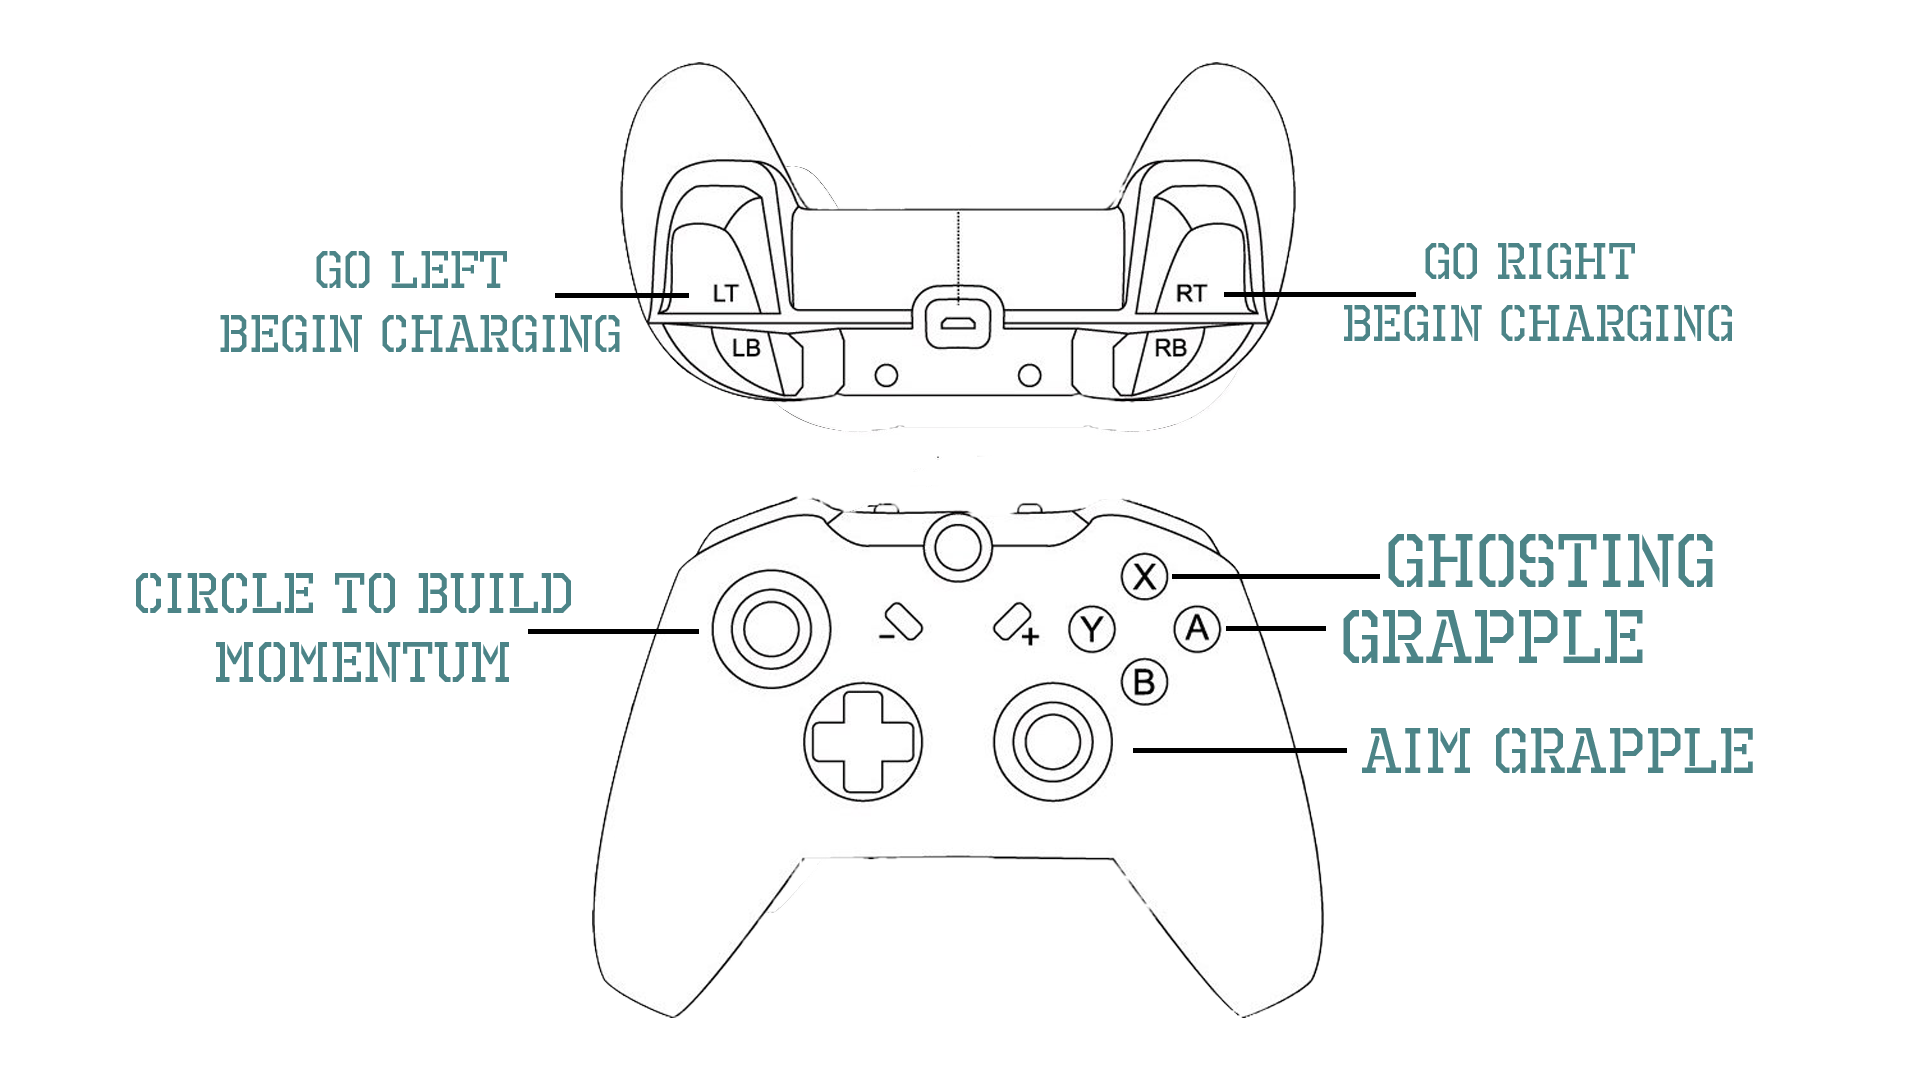 GO LEFT
BEGIN CHARGING
LT
LB
GO RIGHT
BEGIN CHARGING
RT
RB
CIRCLE TO BUILD
MOMENTUM
-
+
X
Y
A
B
GHOSTING
GRAPPLE
AIM GRAPPLE